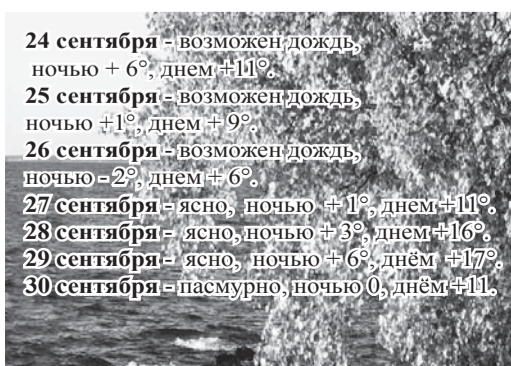 24 сентября - возможен дождь,
ночью + 6°, днем +11°.
25 сентября - возможен дождь,
ночью +1°, днем + 9°.
26 сентября - возможен дождь,
ночью - 2°, днем + 6°.
27 сентября - ясно, ночью + 1°, днем +11°.
28 сентября - ясно, ночью + 3°, днем +16°.
29 сентября - ясно, ночью + 6°, днём +17°.
30 сентября - пасмурно, ночью 0, днём +11.